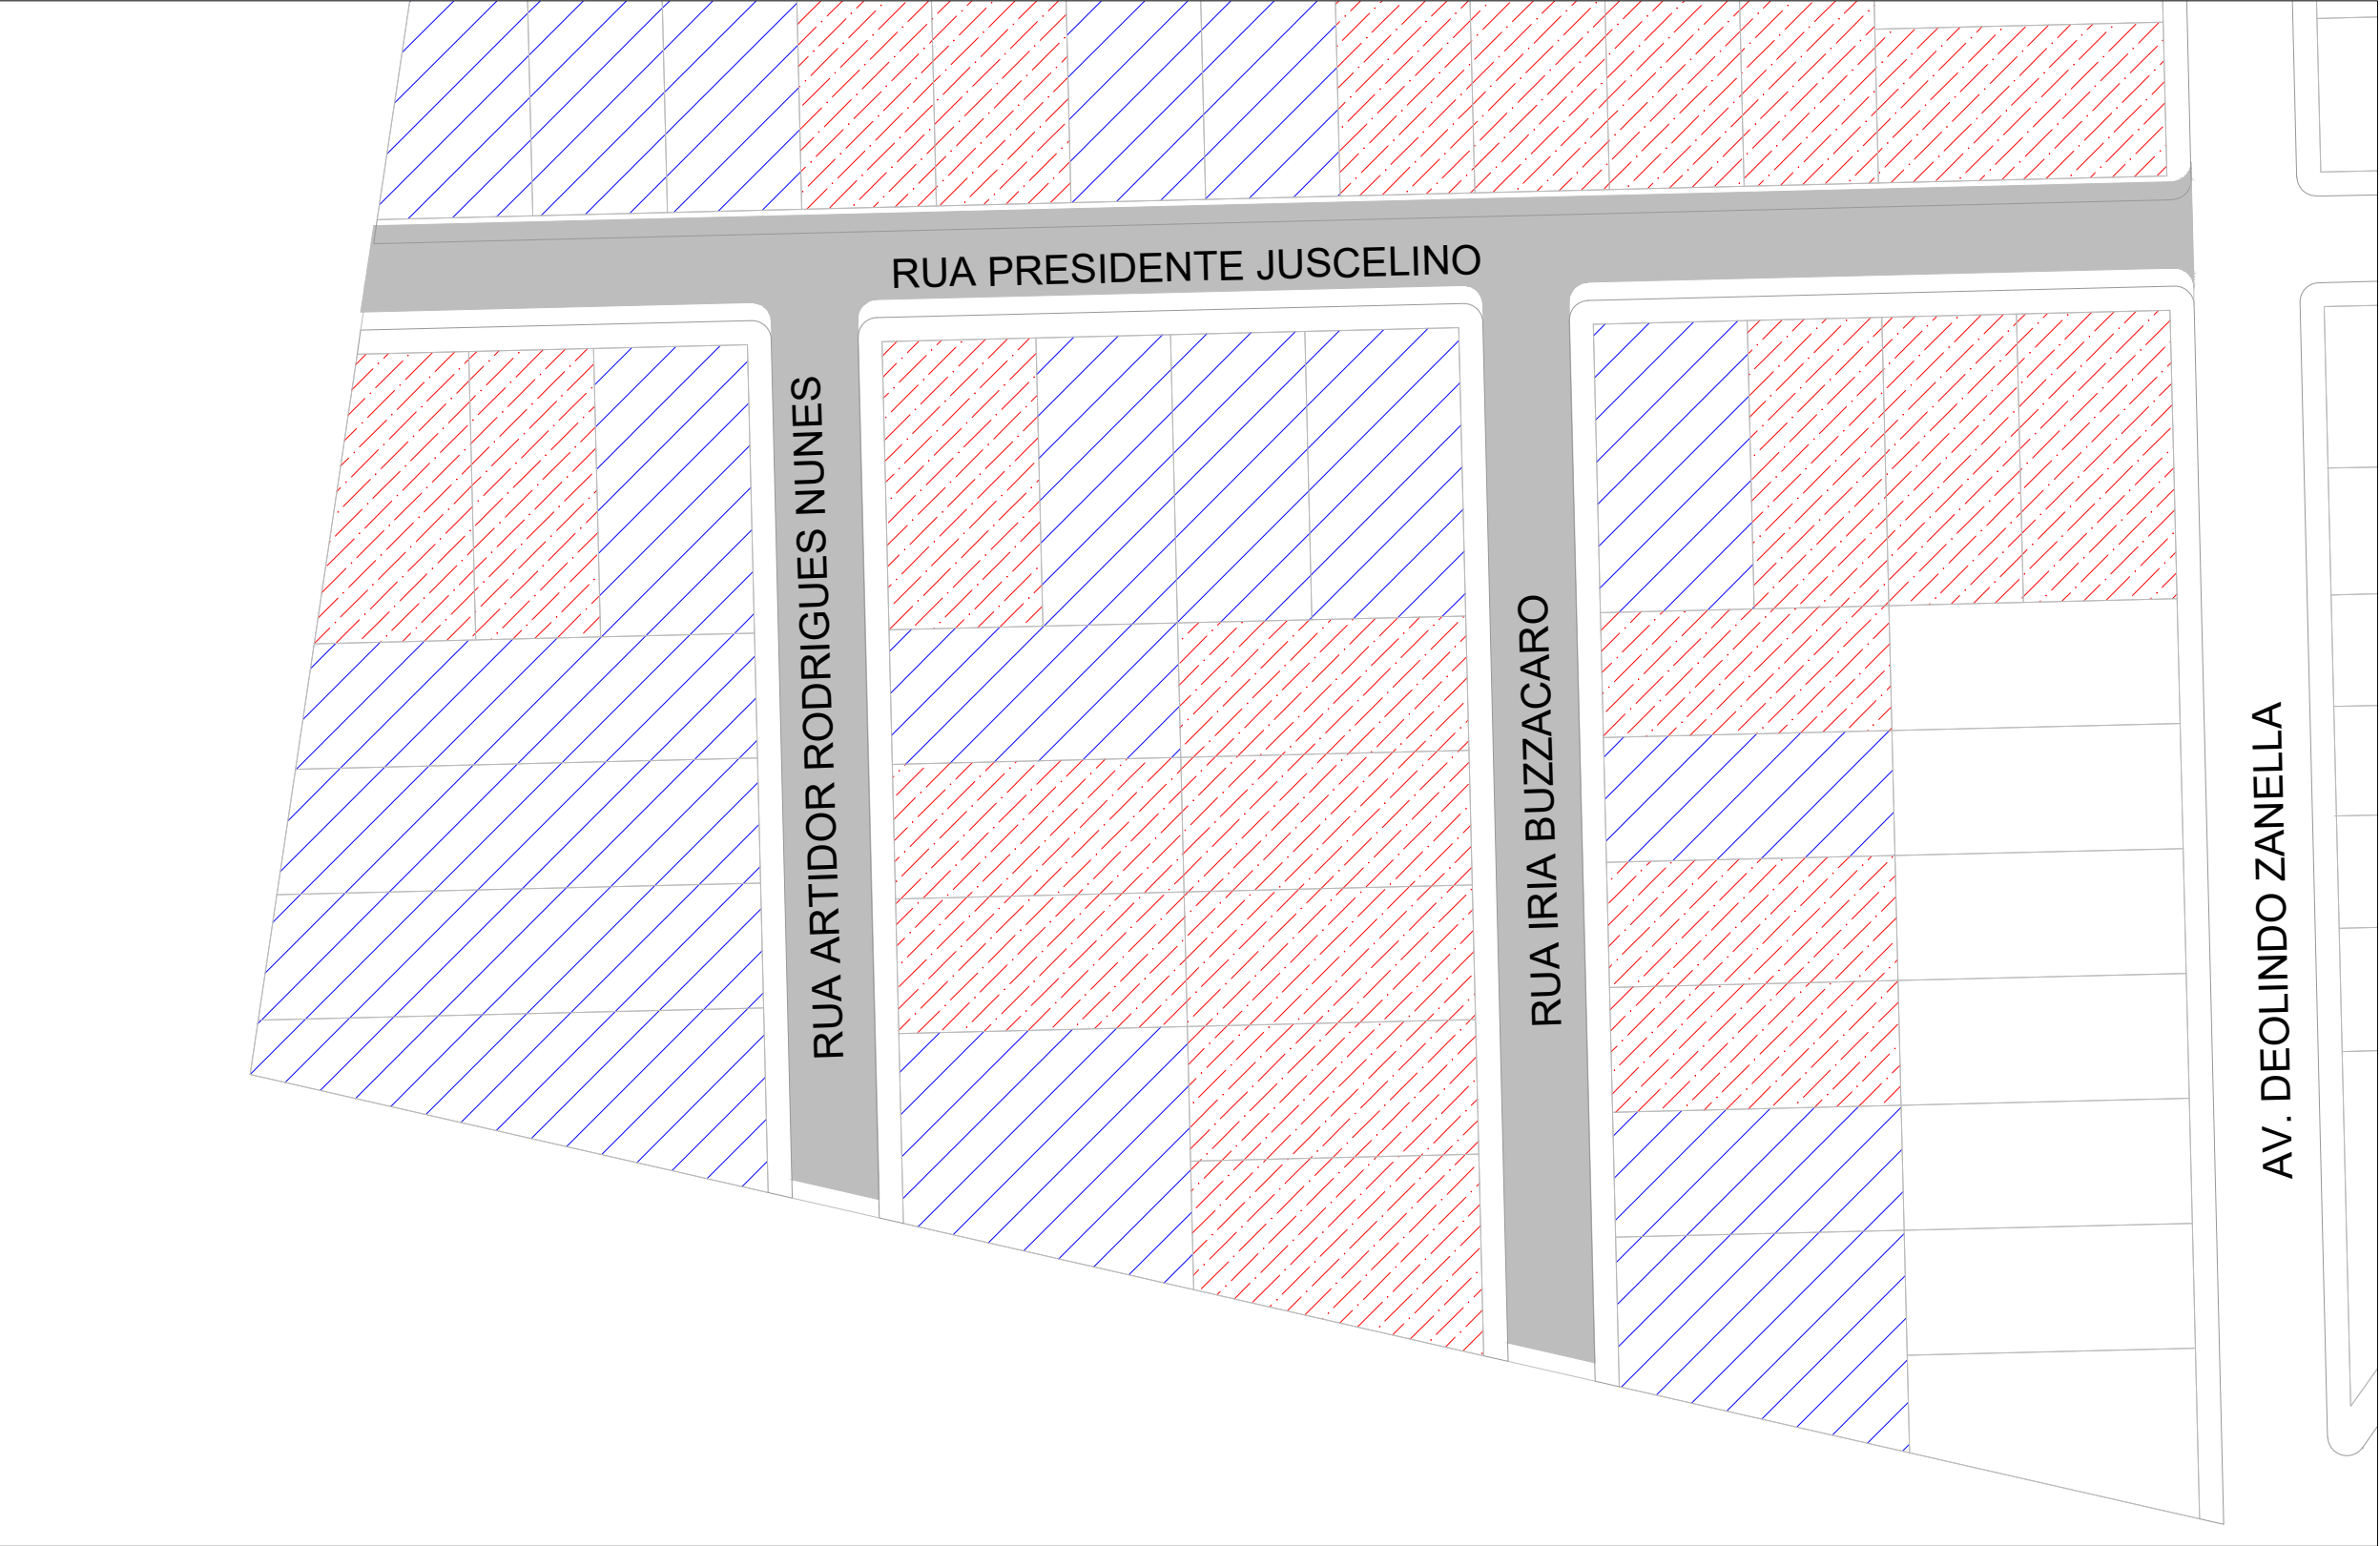 RUA PRESIDENTE JUSCELINO
RUA ARTIDOR RODRIGUES NUNES
RUA IRIA BUZZACARO
AV. DEOLINDO ZANELLA